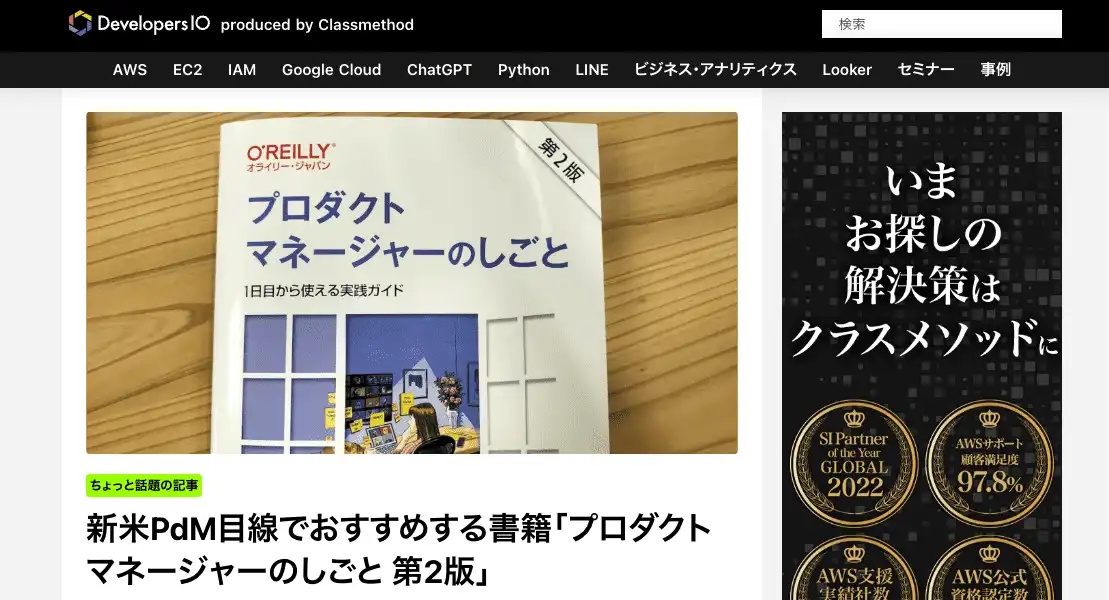 DevelopersIO produced by Classmethod
検索
AWS EC2 IAM Google Cloud ChatGPT Python LINE ビジネス・アナリティクス Looker セミナー 事例
O'REILLY®
オライリー・ジャパン
第2版
プロダクト
マネージャーのしごと
1日目から使える実践ガイド
ちょっと話題の記事
新米PdM目線でおすすめする書籍「プロダクト
マネージャーのしごと 第2版」
いま
お探しの
解決策は
クラスメソッドに
SI Partner
of the Year
GLOBAL
2022
AWSサポート
顧客満足度
97.8%
AWS支援
実績社数
AWS公式
資格認定数